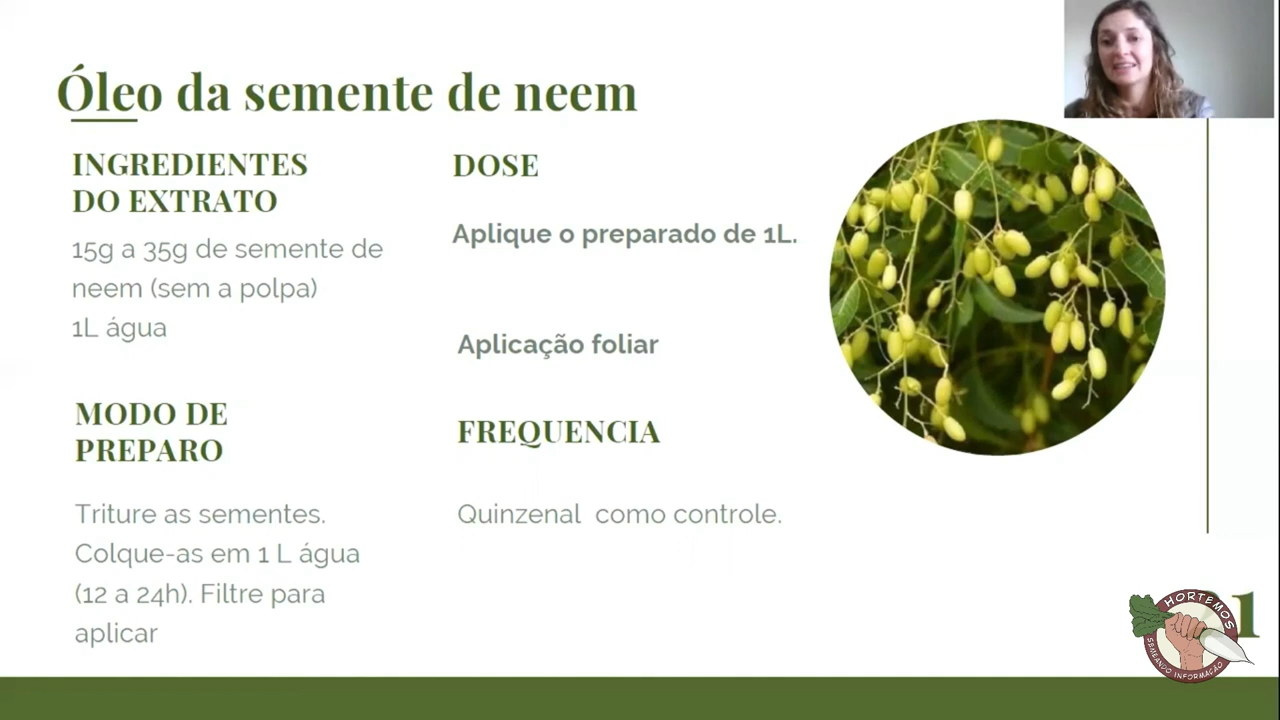 Óleo da semente de neem
INGREDIENTES
DO EXTRATO
15g a 35g de semente de
neem (sem a polpa)
1L água
MODO DE
PREPARO
Triture as sementes.
Colque-as em 1 L água
(12 a 24h). Filtre para
aplicar
DOSE
Aplique o preparado de 1L.
Aplicação foliar
FREQUENCIA
Quinzenal como controle.
HORTEMOS
SEMEANDO INFORMAÇÃO